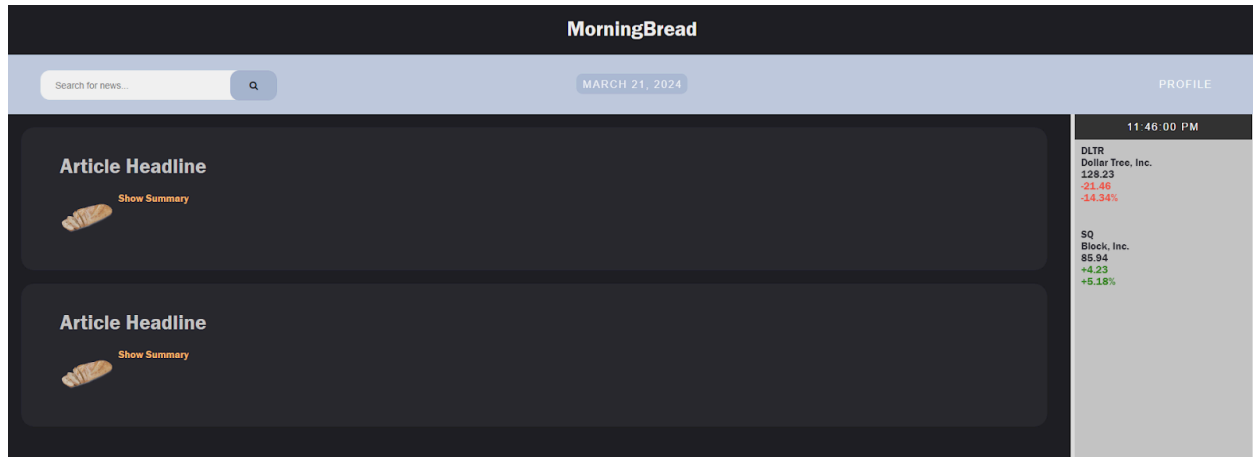 MorningBread
Search for news...
MARCH 21, 2024
PROFILE
Article Headline
Show Summary
Article Headline
Show Summary
11:46:00 PM
DLTR
Dollar Tree, Inc.
128.23
-21.46
-14.34%
SQ
Block, Inc.
85.94
+4.23
+5.18%